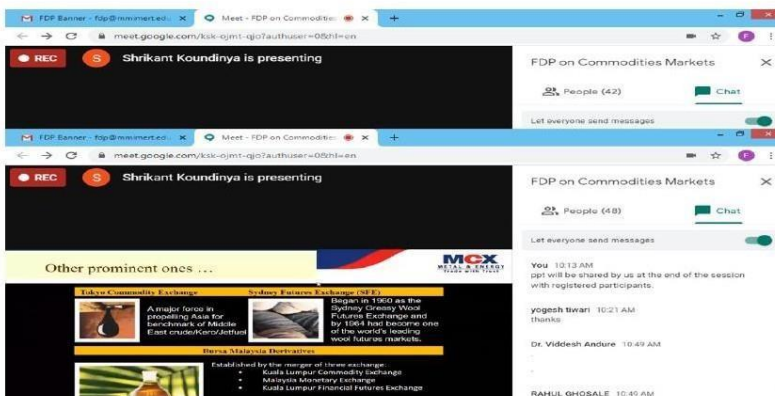 FDP Banner - fdp@mmimert.edu.
Meet - FDP on Commodities
meet.google.com/ksk-ojmt-qjo?authuser=0&hl=en
REC
S
Shrikant Koundinya is presenting
FDP on Commodities Markets
People (42)
Chat
Let everyone send messages
FDP Banner - fdp@mmimert.edu.
Meet - FDP on Commodities
meet.google.com/ksk-ojmt-qjo?authuser=0&hl=en
REC
S
Shrikant Koundinya is presenting
FDP on Commodities Markets
People (48)
Chat
Let everyone send messages
You 10:13 AM
ppt will be shared by us at the end of the session
with registered participants.
yogesh tiwari 10:21 AM
thanks
Dr. Viddesh Andure 10:49 AM
.
.
RAHUL GHOSALE 10:49 AM
Other prominent ones ...
MCX
METAL & ENERGY
Trade with Trust
Tokyo Commodity Exchange
A major force in
propelling Asia for
benchmark of Middle
East crude/Kero/Jetfuel
Sydney Futures Exchange (SFE)
Began in 1960 as the
Sydney Greasy Wool
Futures Exchange and
by 1964 had become one
of the world's leading
wool futures markets.
Bursa Malaysia Derivatives
Established by the merger of three exchange:
• Kuala Lumpur Commodity Exchange
• Malaysia Monetary Exchange
• Kuala Lumpur Financial Futures Exchange